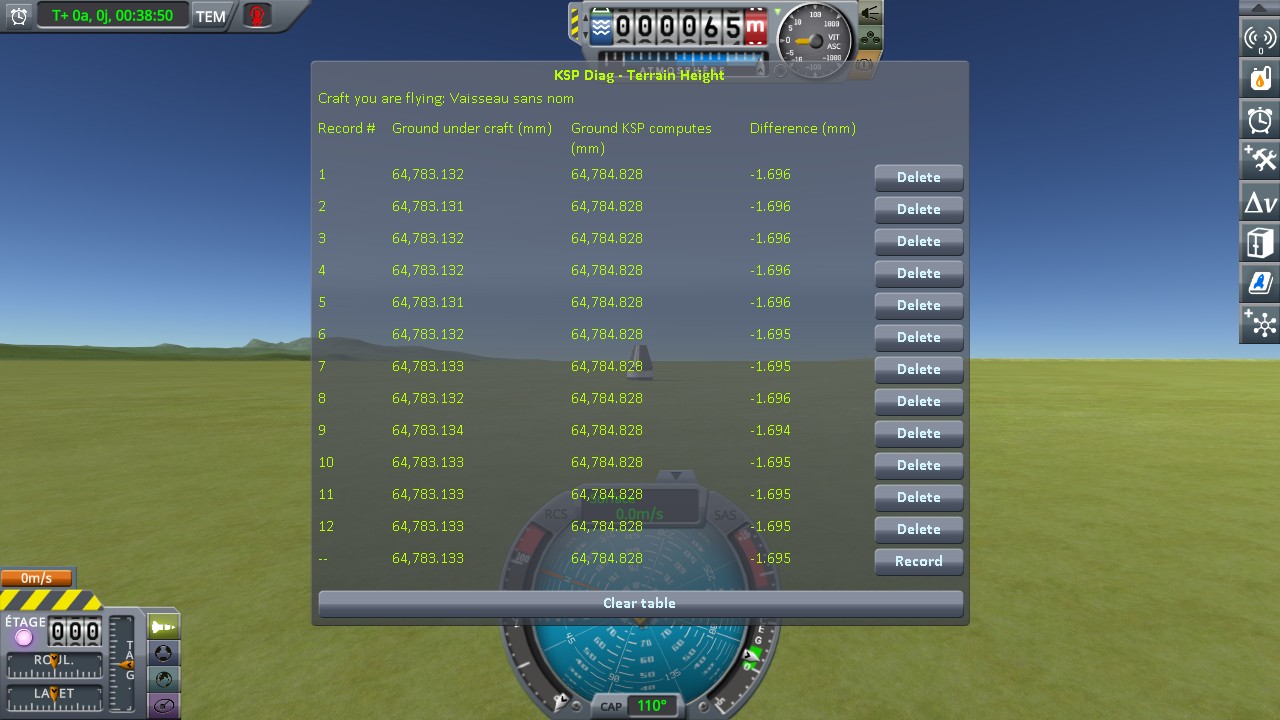 T+ 0a, 0j, 00:38:50 TEM
000065 m
VIT
ASC
KSP Diag - Terrain Height
Craft you are flying: Vaisseau sans nom
Record # Ground under craft (mm) Ground KSP computes (mm) Difference (mm)
1 64,783.132 64,784.828 -1.696 Delete
2 64,783.131 64,784.828 -1.696 Delete
3 64,783.132 64,784.828 -1.696 Delete
4 64,783.132 64,784.828 -1.696 Delete
5 64,783.131 64,784.828 -1.696 Delete
6 64,783.132 64,784.828 -1.695 Delete
7 64,783.133 64,784.828 -1.695 Delete
8 64,783.132 64,784.828 -1.696 Delete
9 64,783.134 64,784.828 -1.694 Delete
10 64,783.133 64,784.828 -1.695 Delete
11 64,783.133 64,784.828 -1.695 Delete
12 64,783.133 64,784.828 -1.695 Delete
-- 64,783.133 64,784.828 -1.695 Record
Clear table
RCS SAS
0.0m/s
Δv
0m/s
ÉTAGE 000
ROUL.
LACET
TANG
CAP 110°